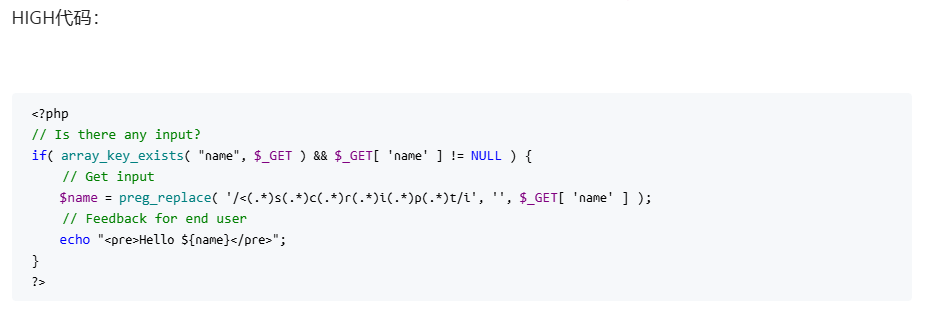 HIGH代码：
<?php
// Is there any input?
if( array_key_exists( "name", $_GET ) && $_GET[ 'name' ] != NULL ) {
    // Get input
    $name = preg_replace( '/<(.*)s(.*)c(.*)r(.*)i(.*)p(.*)t/i', '', $_GET[ 'name' ] );
    // Feedback for end user
    echo "<pre>Hello ${name}</pre>";
}
?>